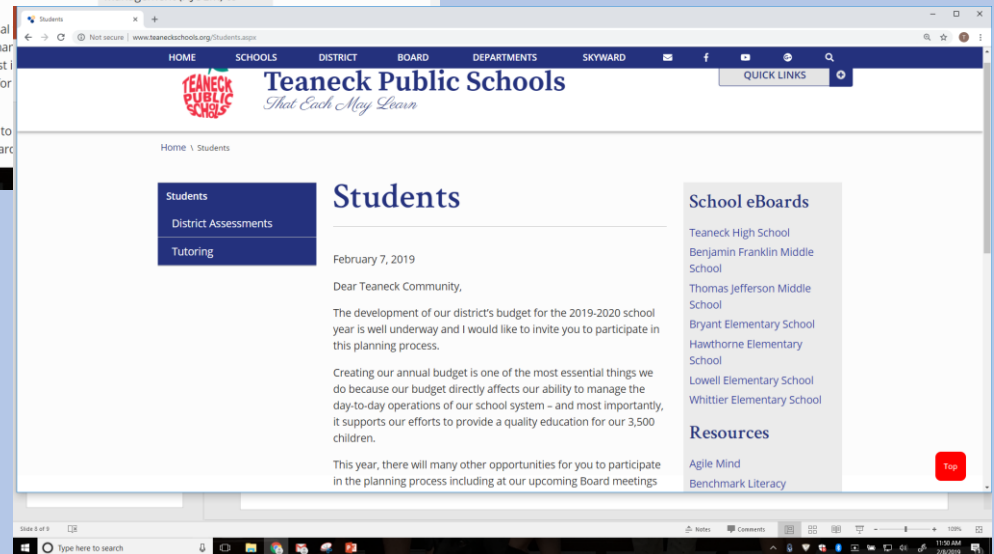 Students
Not secure | www.teaneckschools.org/Students.aspx
HOME SCHOOLS DISTRICT BOARD DEPARTMENTS SKYWARD
TEANECK
PUBLIC
SCHOOLS
Teaneck Public Schools
That Each May Learn
QUICK LINKS
Home \ Students
Students
District Assessments
Tutoring
Students
February 7, 2019
Dear Teaneck Community,
The development of our district's budget for the 2019-2020 school
year is well underway and I would like to invite you to participate in
this planning process.
Creating our annual budget is one of the most essential things we
do because our budget directly affects our ability to manage the
day-to-day operations of our school system – and most importantly,
it supports our efforts to provide a quality education for our 3,500
children.
This year, there will many other opportunities for you to participate
in the planning process including at our upcoming Board meetings
School eBoards
Teaneck High School
Benjamin Franklin Middle
School
Thomas Jefferson Middle
School
Bryant Elementary School
Hawthorne Elementary
School
Lowell Elementary School
Whittier Elementary School
Resources
Agile Mind
Benchmark Literacy
Top
Slide 8 of 9
Notes Comments 109%
Type here to search
11:50 AM
2/8/2019